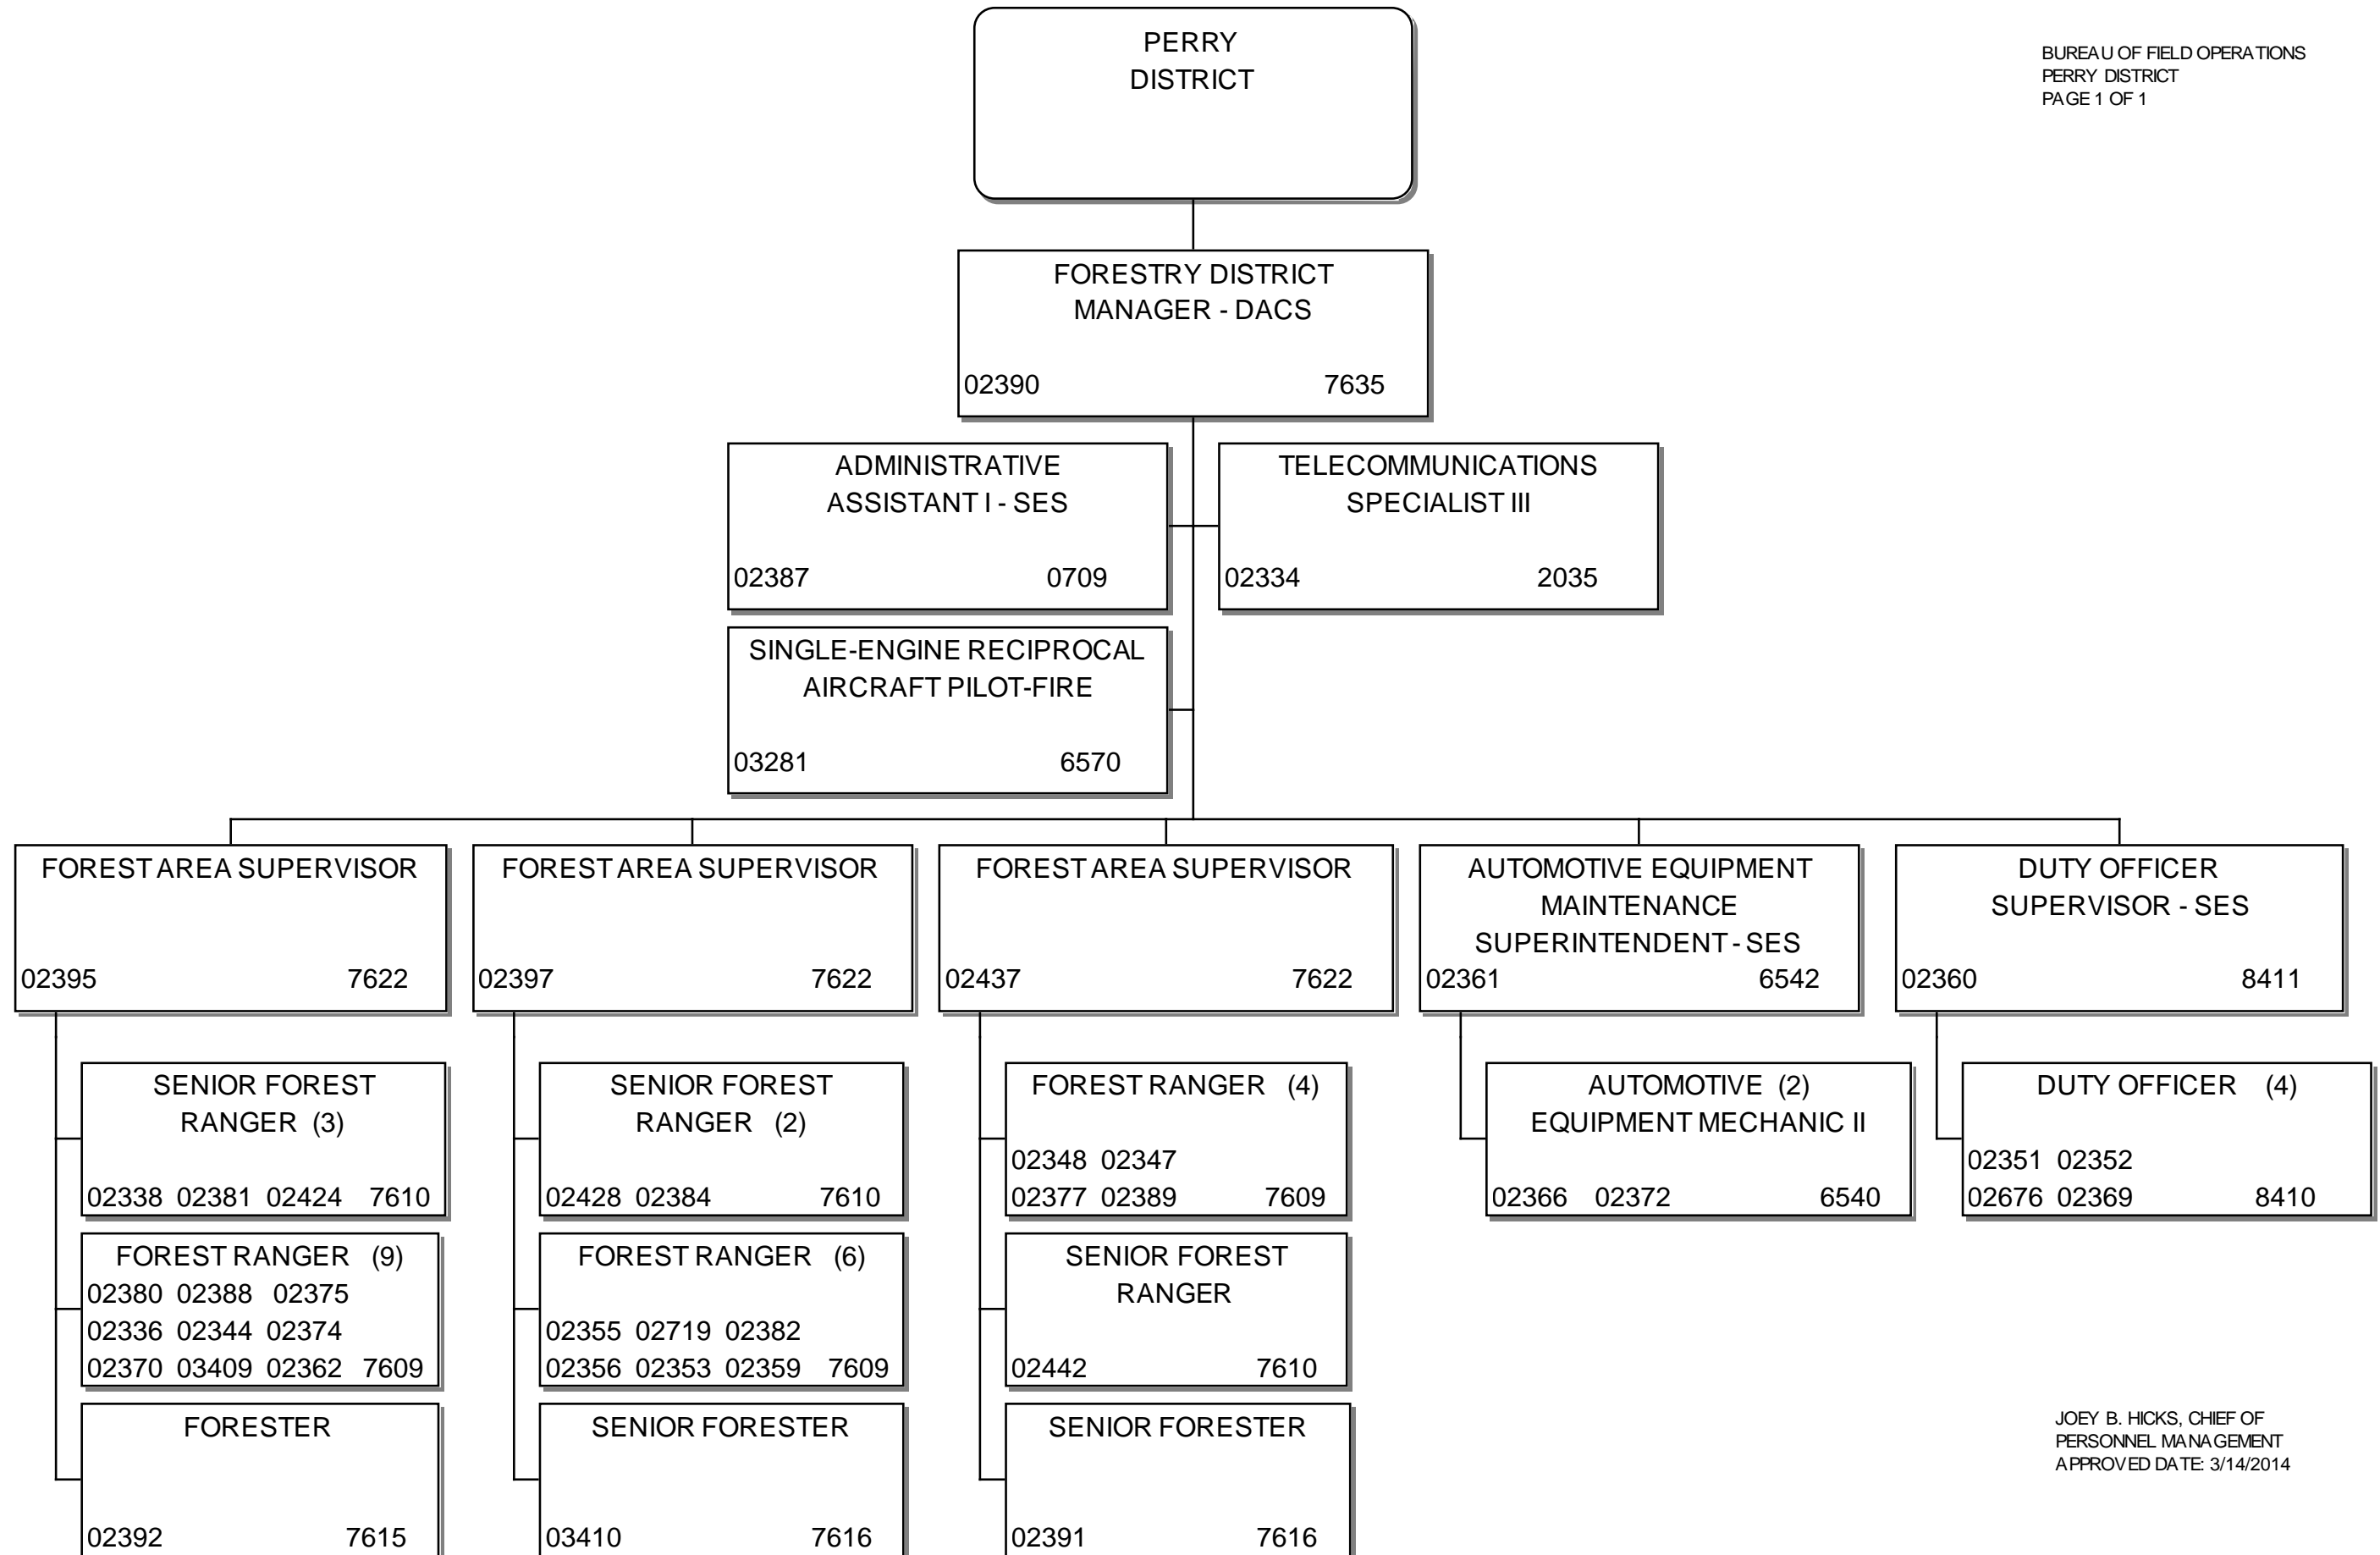 PERRY
DISTRICT
BUREAU OF FIELD OPERATIONS
PERRY DISTRICT
PAGE 1 OF 1
FORESTRY DISTRICT
MANAGER - DACS
02390 7635
ADMINISTRATIVE
ASSISTANT I - SES
02387 0709
TELECOMMUNICATIONS
SPECIALIST III
02334 2035
SINGLE-ENGINE RECIPROCAL
AIRCRAFT PILOT-FIRE
03281 6570
FOREST AREA SUPERVISOR
02395 7622
FOREST AREA SUPERVISOR
02397 7622
FOREST AREA SUPERVISOR
02437 7622
AUTOMOTIVE EQUIPMENT
MAINTENANCE
SUPERINTENDENT - SES
02361 6542
DUTY OFFICER
SUPERVISOR - SES
02360 8411
SENIOR FOREST
RANGER (3)
02338 02381 02424 7610
SENIOR FOREST
RANGER (2)
02428 02384 7610
FOREST RANGER (4)
02348 02347
02377 02389 7609
AUTOMOTIVE (2)
EQUIPMENT MECHANIC II
02366 02372 6540
DUTY OFFICER (4)
02351 02352
02676 02369 8410
FOREST RANGER (9)
02380 02388 02375
02336 02344 02374
02370 03409 02362 7609
FOREST RANGER (6)
02355 02719 02382
02356 02353 02359 7609
SENIOR FOREST
RANGER
02442 7610
FORESTER
02392 7615
SENIOR FORESTER
03410 7616
SENIOR FORESTER
02391 7616
JOEY B. HICKS, CHIEF OF
PERSONNEL MANAGEMENT
APPROVED DATE: 3/14/2014